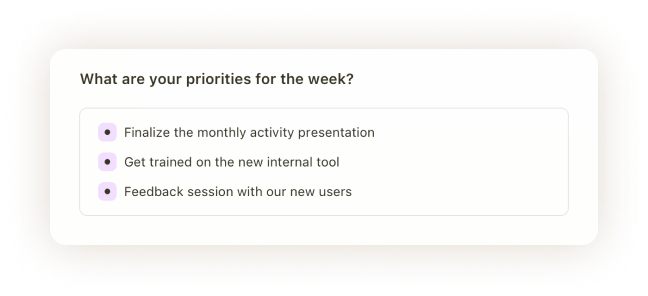 What are your priorities for the week?
Finalize the monthly activity presentation
Get trained on the new internal tool
Feedback session with our new users